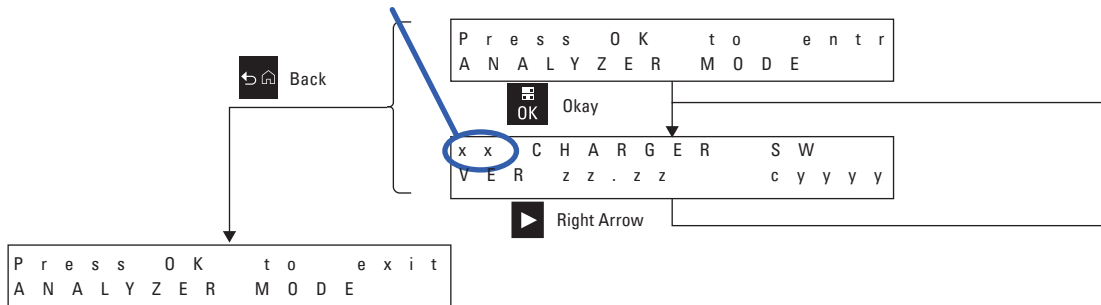 Press OK to entr
ANALYZER MODE
Back
OK
Okay
xx CHARGER SW
VER zz.zz cyyyy
Right Arrow
Press OK to exit
ANALYZER MODE